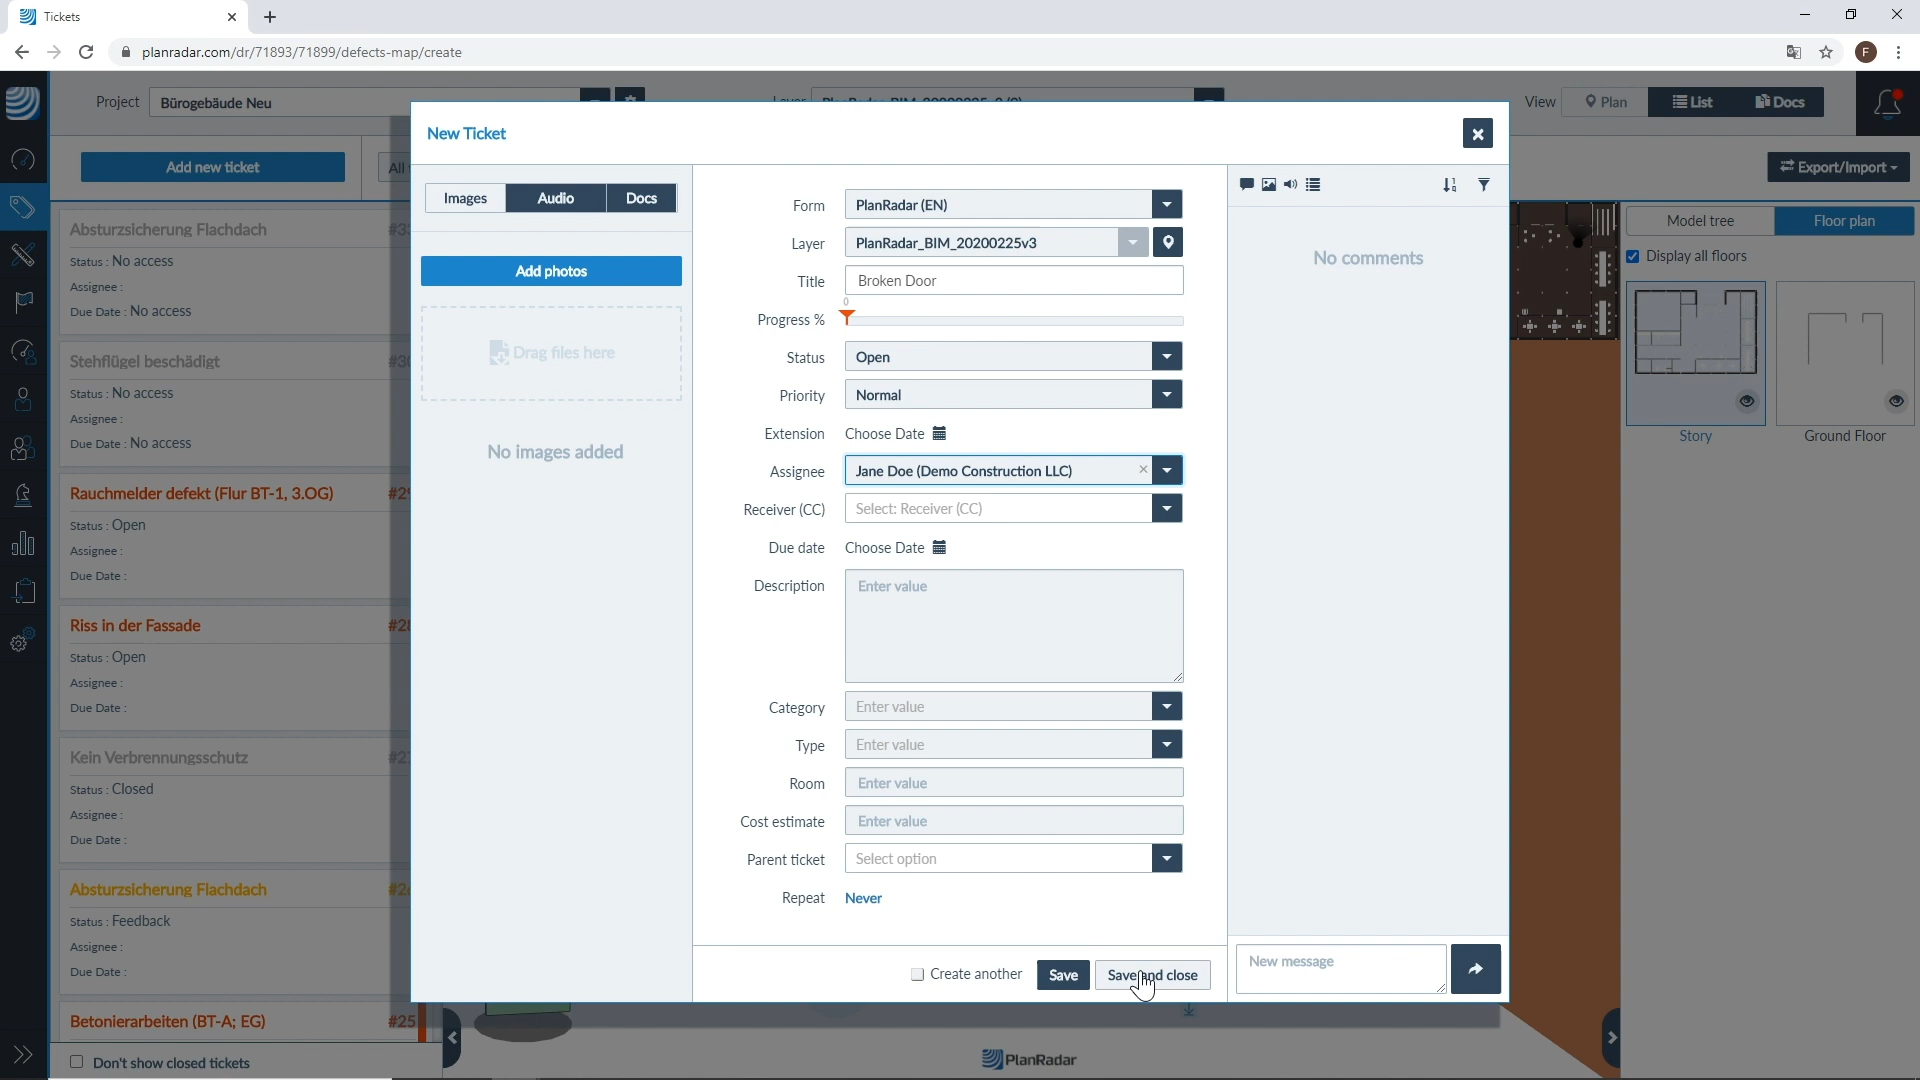 Tickets
planradar.com/dr/71893/71899/defects-map/create
F
Project
Bürogebäude Neu
View
Plan
List
Docs
Add new ticket
All
Export/Import
New Ticket
Images
Audio
Docs
Add photos
Drag files here
No images added
Form
PlanRadar (EN)
Layer
PlanRadar_BIM_20200225v3
Title
Broken Door
0
Progress %
Status
Open
Priority
Normal
Extension
Choose Date
Assignee
Jane Doe (Demo Construction LLC)
Receiver (CC)
Select: Receiver (CC)
Due date
Choose Date
Description
Enter value
Category
Enter value
Type
Enter value
Room
Enter value
Cost estimate
Enter value
Parent ticket
Select option
Repeat
Never
Create another
Save
Save and close
No comments
New message
Absturzsicherung Flachdach
Status : No access
Assignee :
Due Date : No access
Stehflügel beschädigt
Status : No access
Assignee :
Due Date : No access
Rauchmelder defekt (Flur BT-1, 3.OG)
Status : Open
Assignee :
Due Date :
Riss in der Fassade
Status : Open
Assignee :
Due Date :
Kein Verbrennungsschutz
Status : Closed
Assignee :
Due Date :
Absturzsicherung Flachdach
Status : Feedback
Assignee :
Due Date :
Betonierarbeiten (BT-A; EG)
#25
Don't show closed tickets
Model tree
Floor plan
Display all floors
Story
Ground Floor
PlanRadar